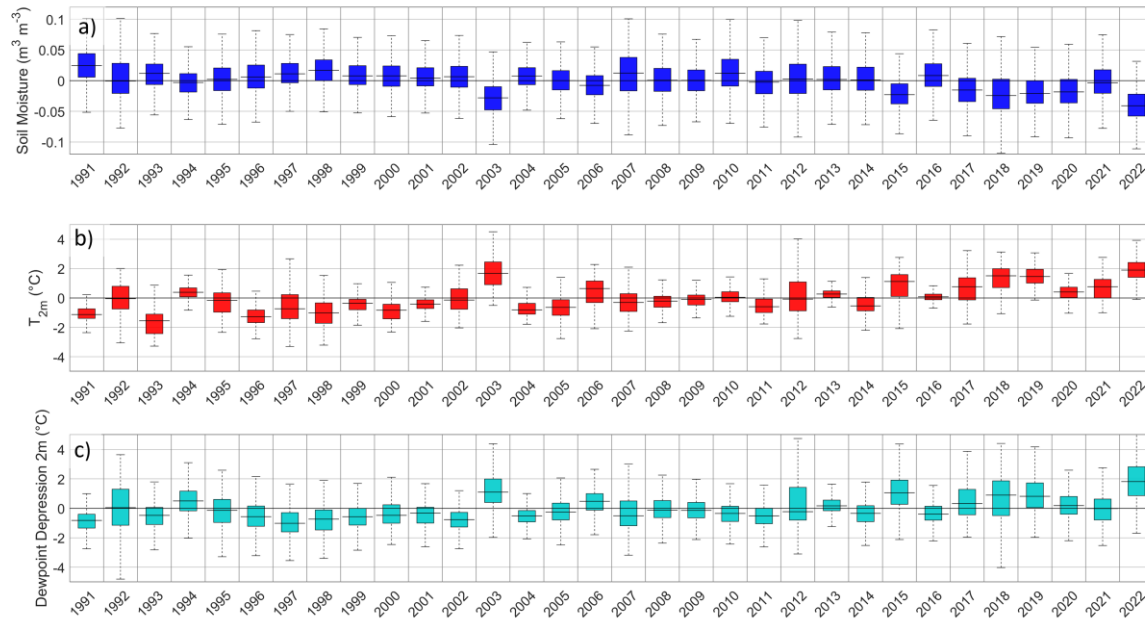 a)
Soil Moisture (m³ m⁻³)
0.1
0.05
0
-0.05
-0.1
1991 1992 1993 1994 1995 1996 1997 1998 1999 2000 2001 2002 2003 2004 2005 2006 2007 2008 2009 2010 2011 2012 2013 2014 2015 2016 2017 2018 2019 2020 2021 2022
b)
T2m (°C)
4
2
0
-2
-4
1991 1992 1993 1994 1995 1996 1997 1998 1999 2000 2001 2002 2003 2004 2005 2006 2007 2008 2009 2010 2011 2012 2013 2014 2015 2016 2017 2018 2019 2020 2021 2022
c)
Dewpoint Depression 2m (°C)
4
2
0
-2
-4
1991 1992 1993 1994 1995 1996 1997 1998 1999 2000 2001 2002 2003 2004 2005 2006 2007 2008 2009 2010 2011 2012 2013 2014 2015 2016 2017 2018 2019 2020 2021 2022